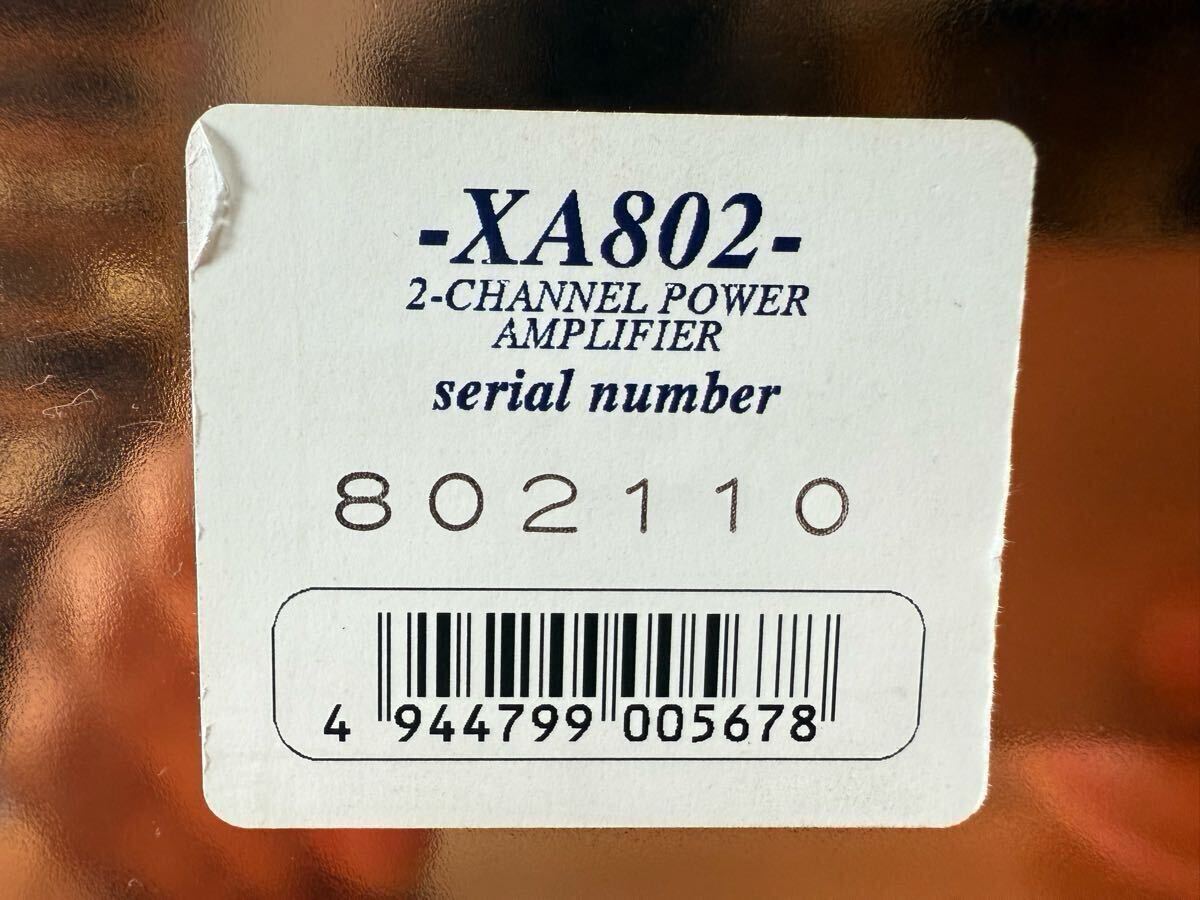 -XA802-
2-CHANNEL POWER
AMPLIFIER
serial number
802110
4 944799 005678